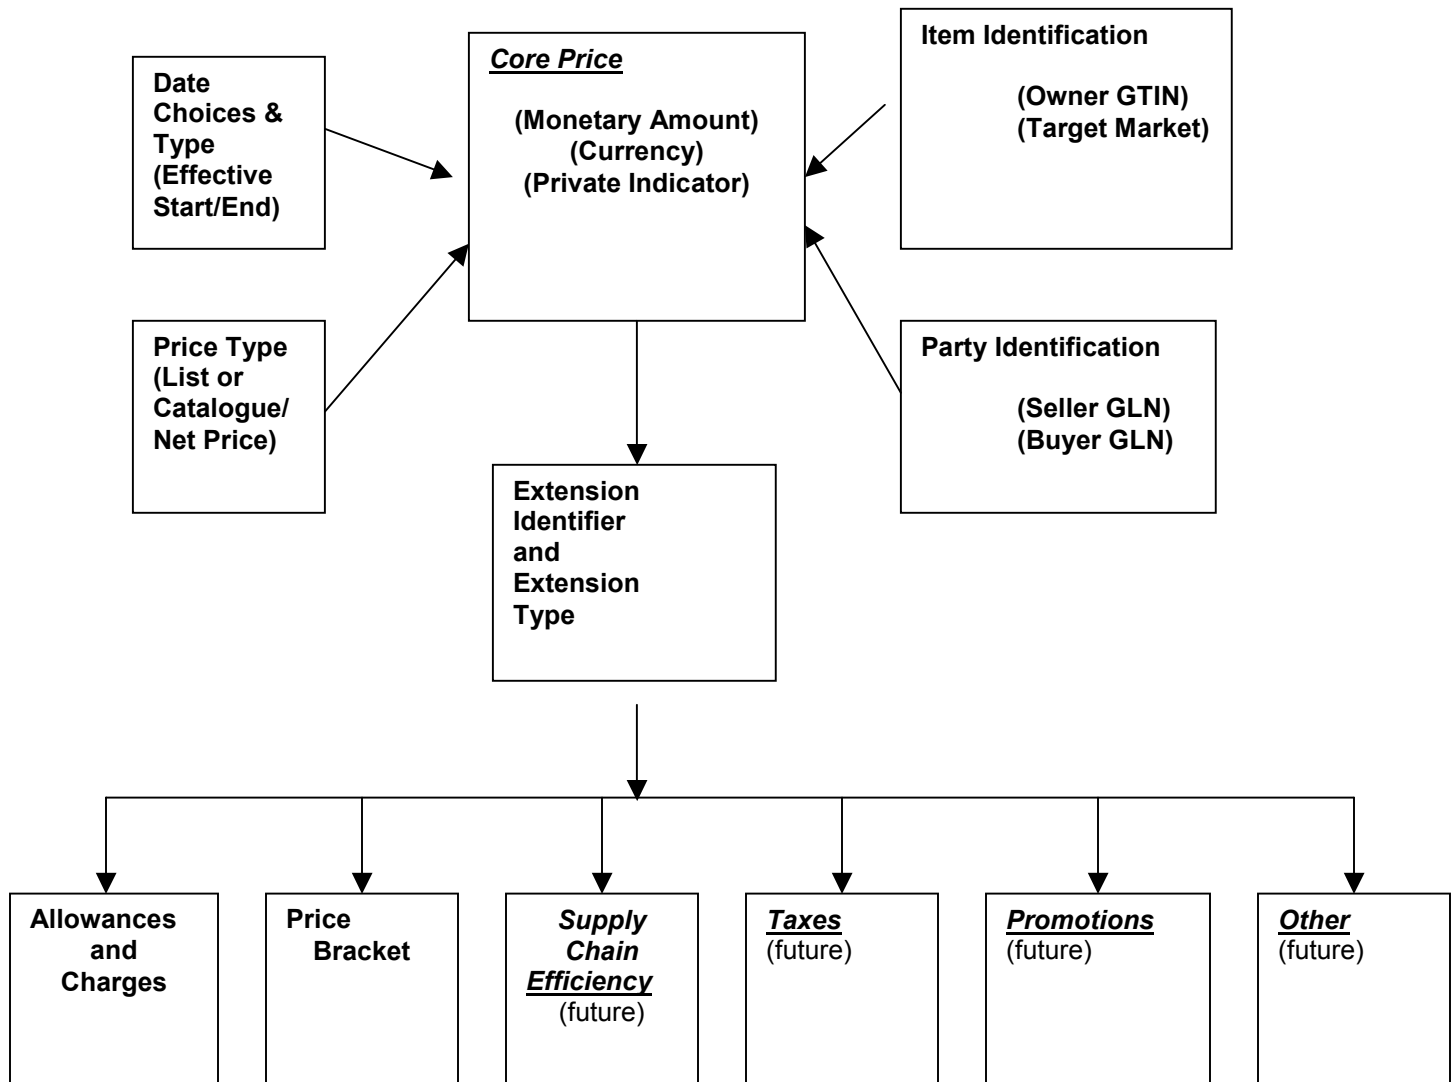 Date
Choices &
Type
(Effective
Start/End)
Core Price
(Monetary Amount)
(Currency)
(Private Indicator)
Item Identification
(Owner GTIN)
(Target Market)
Price Type
(List or
Catalogue/
Net Price)
Party Identification
(Seller GLN)
(Buyer GLN)
Extension
Identifier
and
Extension
Type
Allowances
and
Charges
Price
Bracket
Supply
Chain
Efficiency
(future)
Taxes
(future)
Promotions
(future)
Other
(future)